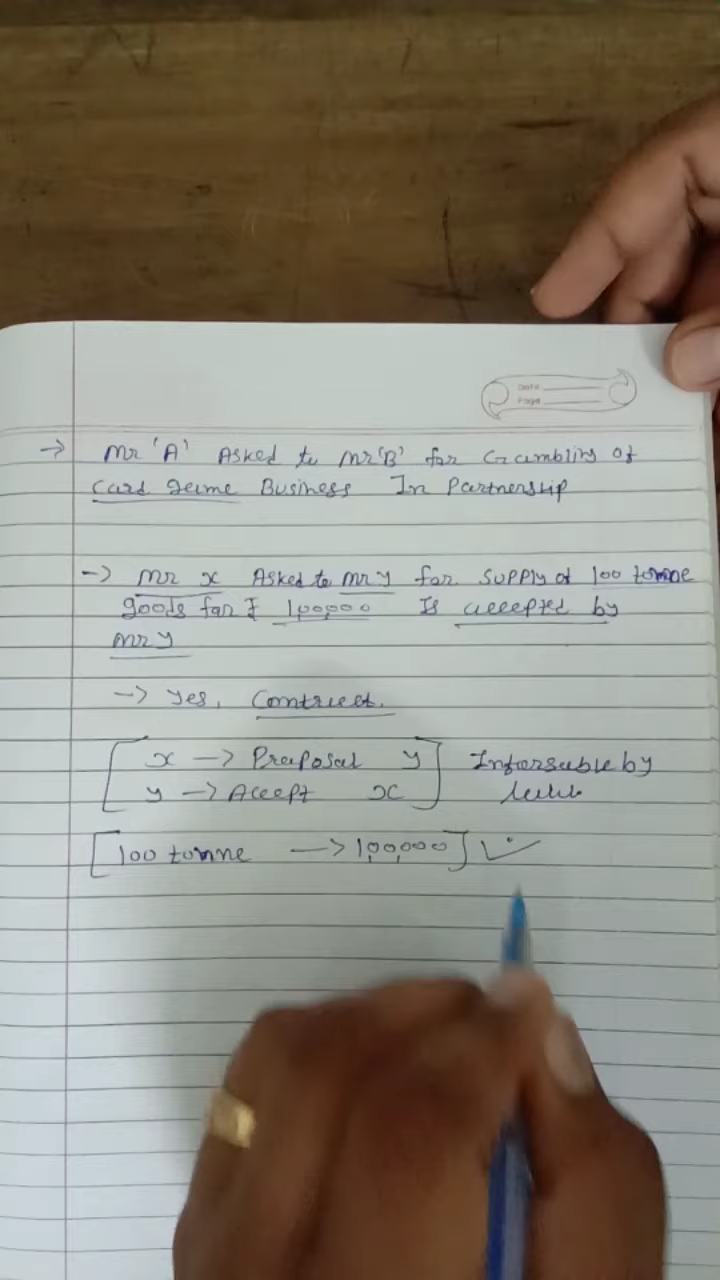 Date
Page
→ Mr 'A' Asked to Mr 'B' for Gambling of
Card Game Business In Partnership
→ Mr x Asked to Mr y for supply of 100 tonne
goods for ₹ 1,00,000 Is accepted by
Mr y
→ Yes, Contract.
x → Proposal y Inforsable by
y → Accept x
100 tonne → 1,00,000